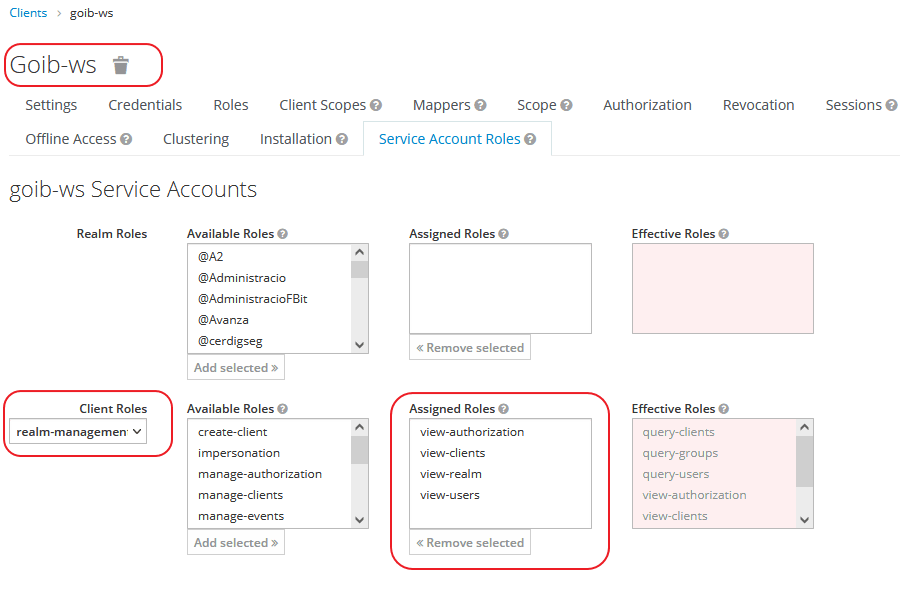 Clients > goib-ws
Goib-ws
Settings Credentials Roles Client Scopes ? Mappers ? Scope ? Authorization Revocation Sessions ?
Offline Access ? Clustering Installation ? Service Account Roles ?
goib-ws Service Accounts
Realm Roles Available Roles ? Assigned Roles ? Effective Roles ?
@A2
@Administracio
@AdministracioFBit
@Avanza
@cerdigseg
« Remove selected
Add selected »
Client Roles Available Roles ? Assigned Roles ? Effective Roles ?
realm-managemen create-client view-authorization query-clients
impersonation view-clients query-groups
manage-authorization view-realm query-users
manage-clients view-users view-authorization
manage-events view-clients
Add selected » « Remove selected